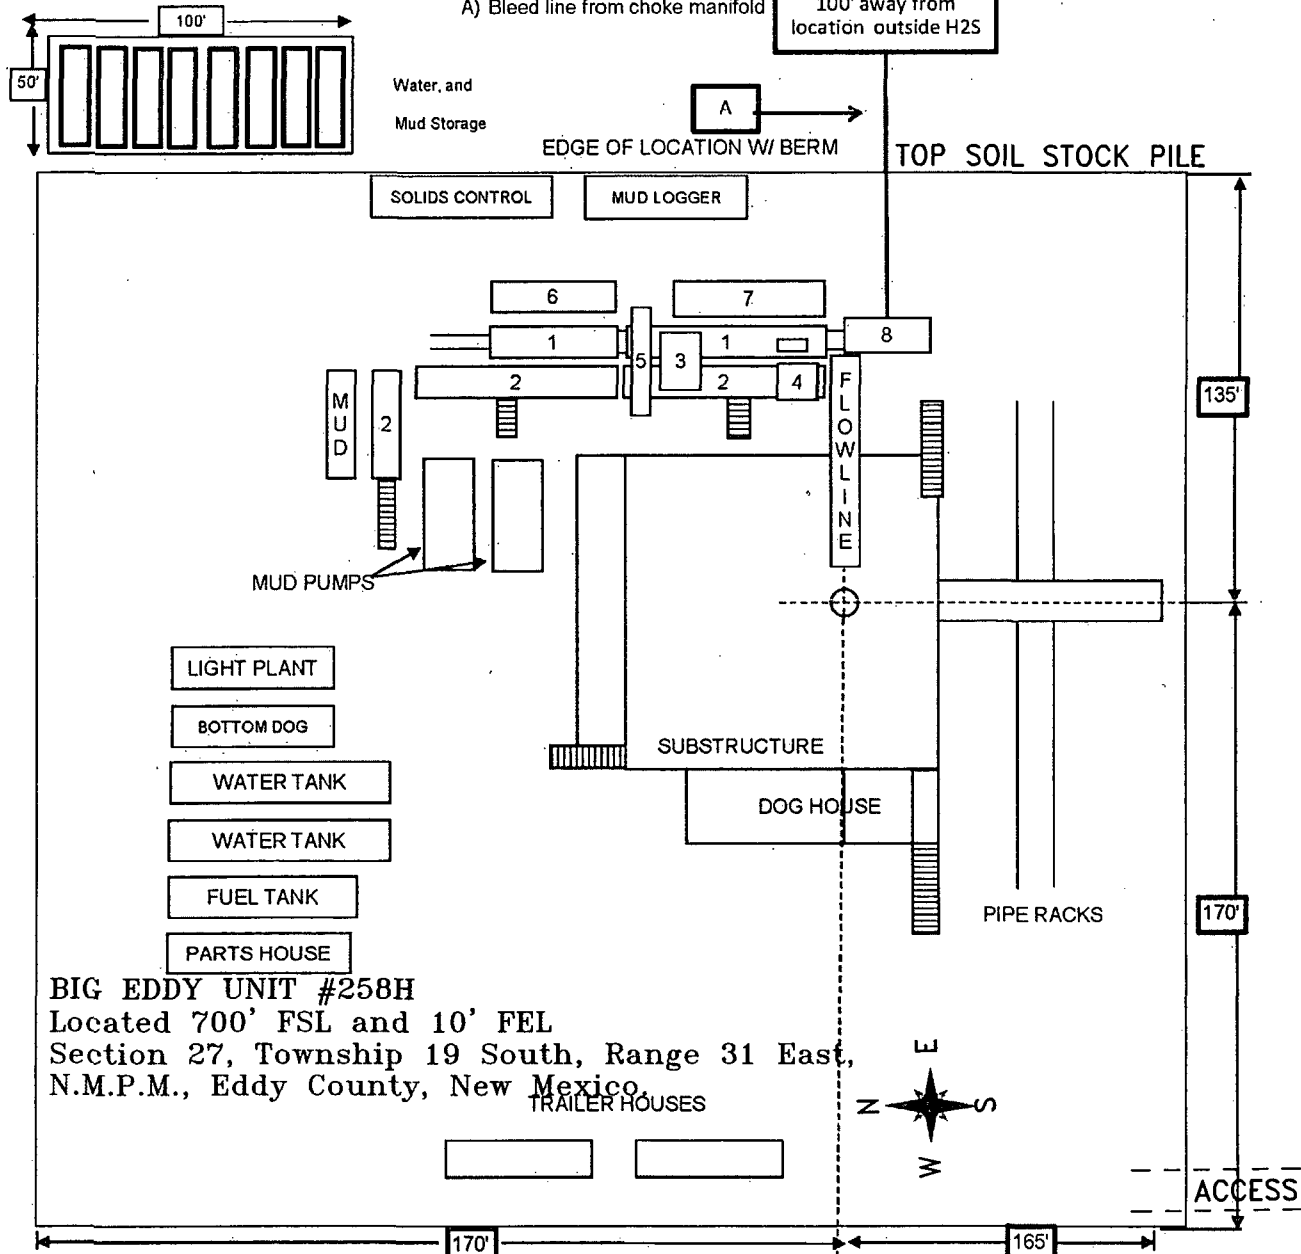 A) Bleed line from choke manifold
100' away from
location outside H2S
100'
50'
Water, and
Mud Storage
A
EDGE OF LOCATION W/ BERM
TOP SOIL STOCK PILE
SOLIDS CONTROL
MUD LOGGER
6
7
1
5
3
1
8
2
2
4
MUD
2
FLOWLINE
135'
MUD PUMPS
LIGHT PLANT
BOTTOM DOG
WATER TANK
WATER TANK
FUEL TANK
PARTS HOUSE
SUBSTRUCTURE
DOG HOUSE
PIPE RACKS
170'
BIG EDDY UNIT #258H
Located 700' FSL and 10' FEL
Section 27, Township 19 South, Range 31 East,
N.M.P.M., Eddy County, New Mexico.
TRAILER HOUSES
E
N
S
W
ACCESS
170'
165'